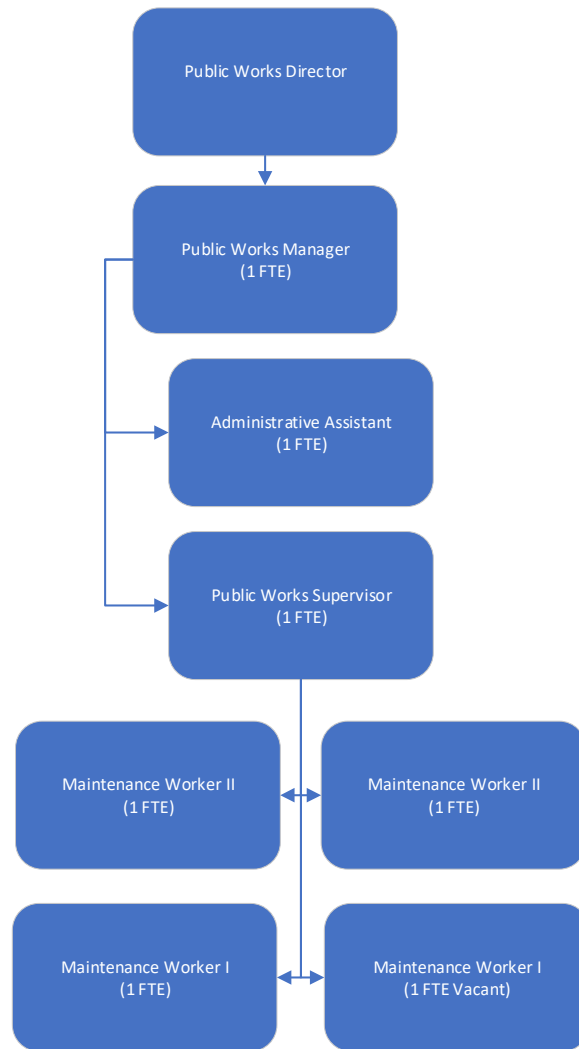 Public Works Director
Public Works Manager
(1 FTE)
Administrative Assistant
(1 FTE)
Public Works Supervisor
(1 FTE)
Maintenance Worker II
(1 FTE)
Maintenance Worker II
(1 FTE)
Maintenance Worker I
(1 FTE)
Maintenance Worker I
(1 FTE Vacant)